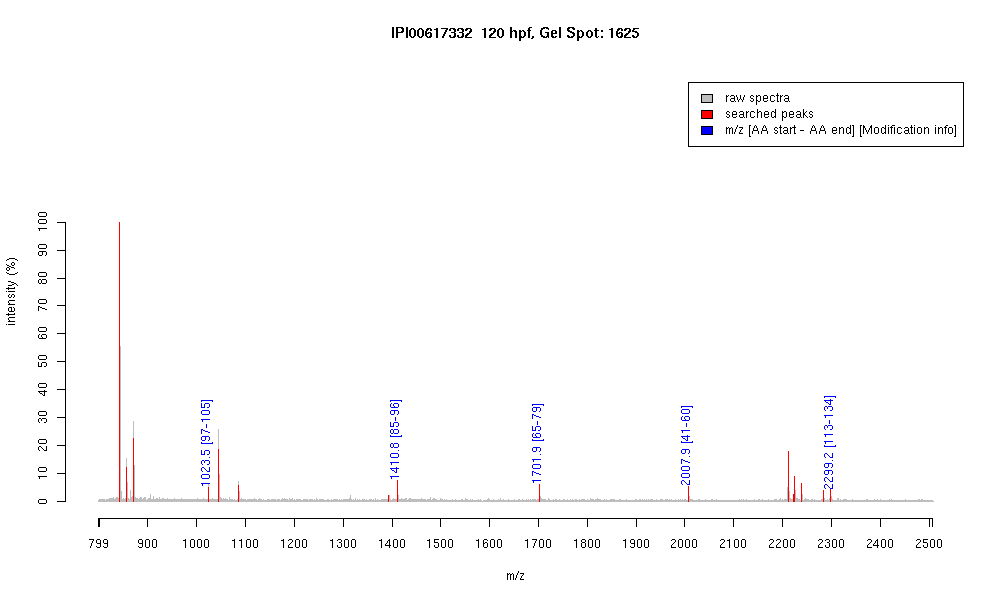 IPI00617332 120 hpf, Gel Spot: 1625
raw spectra
searched peaks
m/z [AA start - AA end] [Modification info]
intensity (%)
100
90
80
70
60
50
40
30
20
10
0
1023.5 [97-105]
1410.8 [85-96]
1701.9 [65-79]
2007.9 [41-60]
2299.2 [113-134]
799 900 1000 1100 1200 1300 1400 1500 1600 1700 1800 1900 2000 2100 2200 2300 2400 2500
m/z